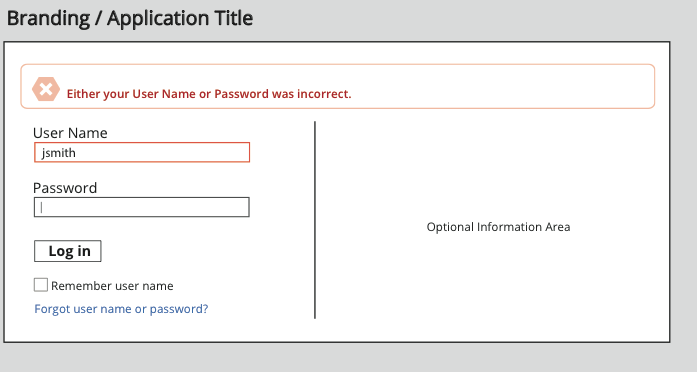 Branding / Application Title
Either your User Name or Password was incorrect.
User Name
jsmith
Password
Log in
Remember user name
Forgot user name or password?
Optional Information Area